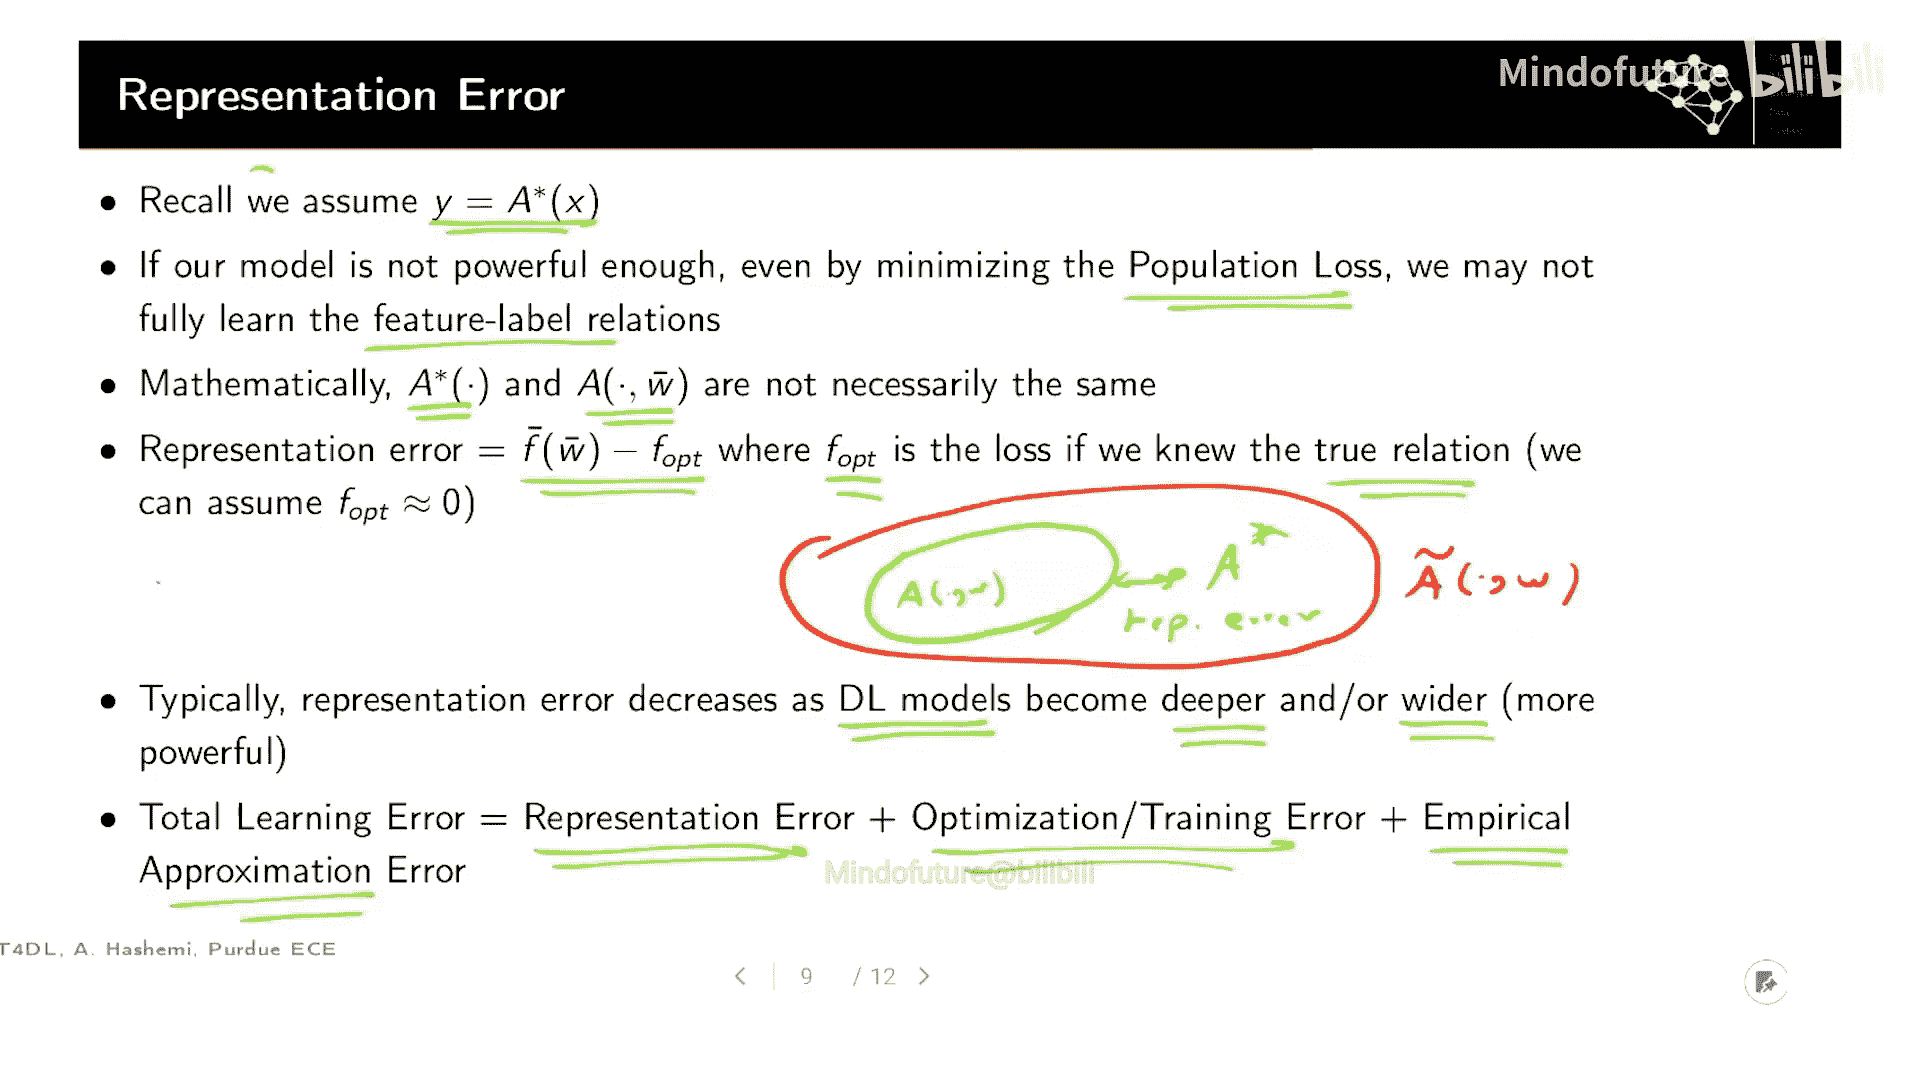 Representation Error
Mindofuture
bilibili
• Recall we assume y = A*(x)
• If our model is not powerful enough, even by minimizing the Population Loss, we may not
fully learn the feature-label relations
• Mathematically, A*(·) and A(·, w̄) are not necessarily the same
• Representation error = f̄(w̄) − f_opt where f_opt is the loss if we knew the true relation (we
can assume f_opt ≈ 0)
A(·,w)
A*
rep. error
Ã(·,w)
• Typically, representation error decreases as DL models become deeper and/or wider (more
powerful)
• Total Learning Error = Representation Error + Optimization/Training Error + Empirical
Approximation Error
Mindofuture@bilibili
T4DL, A. Hashemi, Purdue ECE
< 9 / 12 >